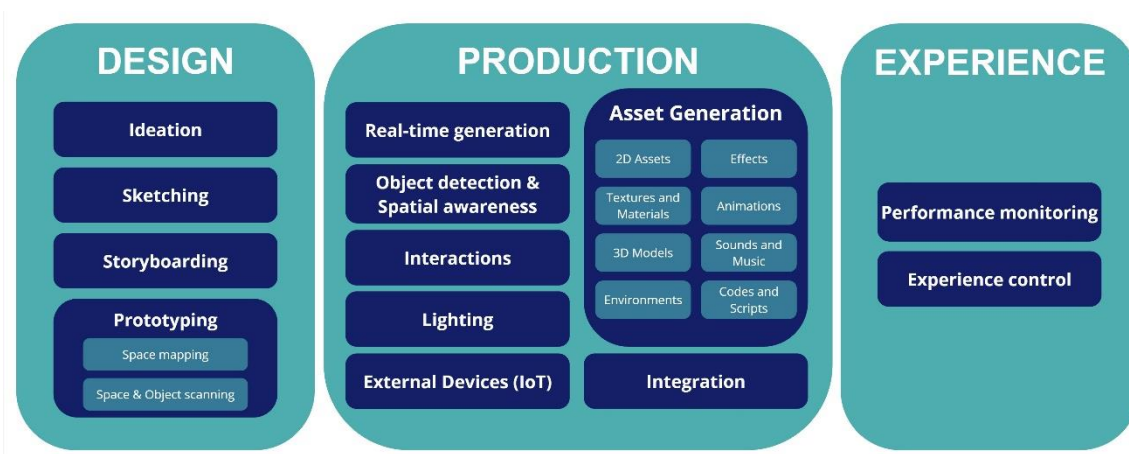 DESIGN
Ideation
Sketching
Storyboarding
Prototyping
Space mapping
Space & Object scanning
PRODUCTION
Real-time generation
Object detection &
Spatial awareness
Interactions
Lighting
External Devices (IoT)
Asset Generation
2D Assets
Effects
Textures and
Materials
Animations
3D Models
Sounds and
Music
Environments
Codes and
Scripts
Integration
EXPERIENCE
Performance monitoring
Experience control